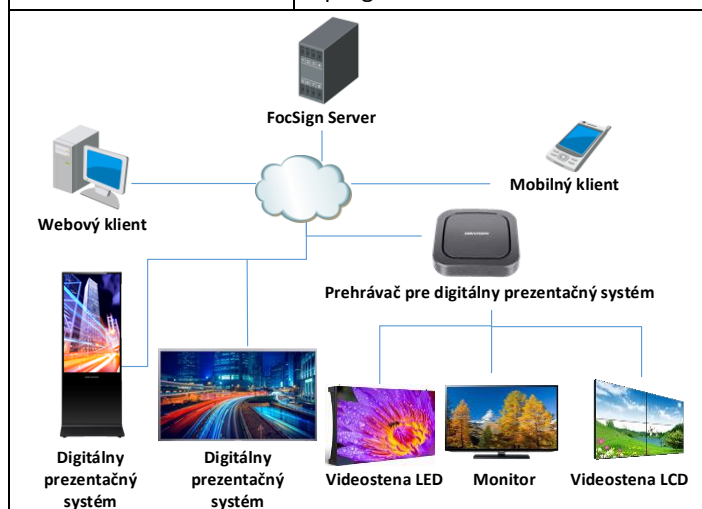 FocSign Server
Mobilný klient
Webový klient
Prehrávač pre digitálny prezentačný systém
Digitálny
prezentačný
systém
Digitálny
prezentačný
systém
Videostena LED
Monitor
Videostena LCD